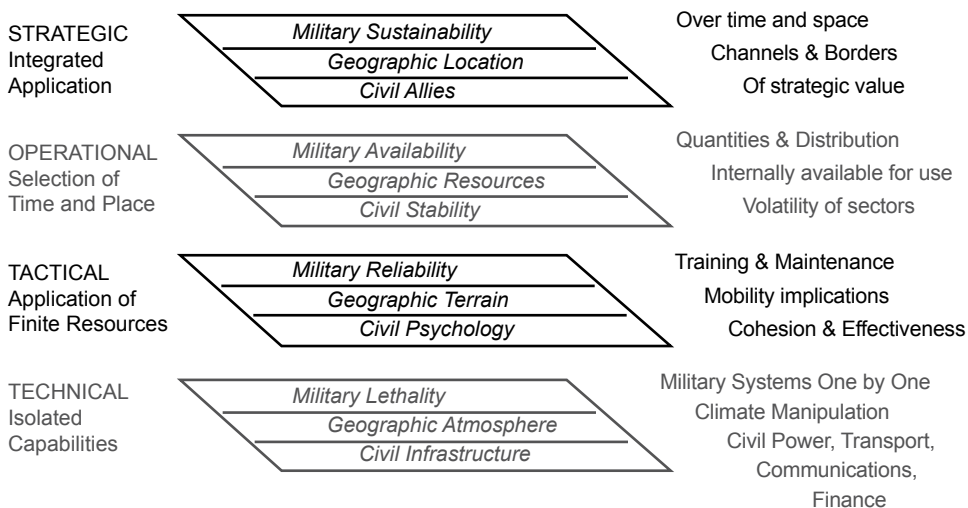 STRATEGIC
Integrated
Application
Military Sustainability
Geographic Location
Civil Allies
Over time and space
Channels & Borders
Of strategic value
OPERATIONAL
Selection of
Time and Place
Military Availability
Geographic Resources
Civil Stability
Quantities & Distribution
Internally available for use
Volatility of sectors
TACTICAL
Application of
Finite Resources
Military Reliability
Geographic Terrain
Civil Psychology
Training & Maintenance
Mobility implications
Cohesion & Effectiveness
TECHNICAL
Isolated
Capabilities
Military Lethality
Geographic Atmosphere
Civil Infrastructure
Military Systems One by One
Climate Manipulation
Civil Power, Transport,
Communications,
Finance